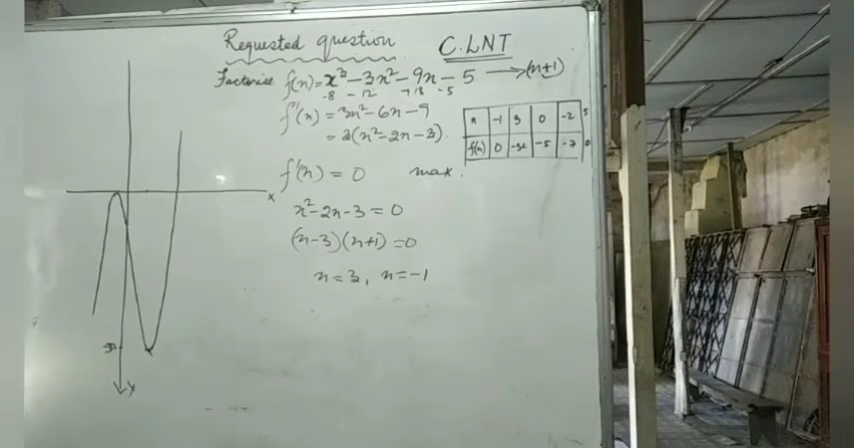 Requested question
C.LNT
Factorise f(x)=x³-3x²-9x-5 →(x+1)
-8 -12 +18 -5
f'(x) = 3x²-6x-9
= 3(x²-2x-3)
x -1 3 0 -2 5
f(x) 0 -32 -5 -7 0
f'(x) = 0 max.
x²-2x-3=0
(x-3)(x+1)=0
x=3, x=-1
x
y